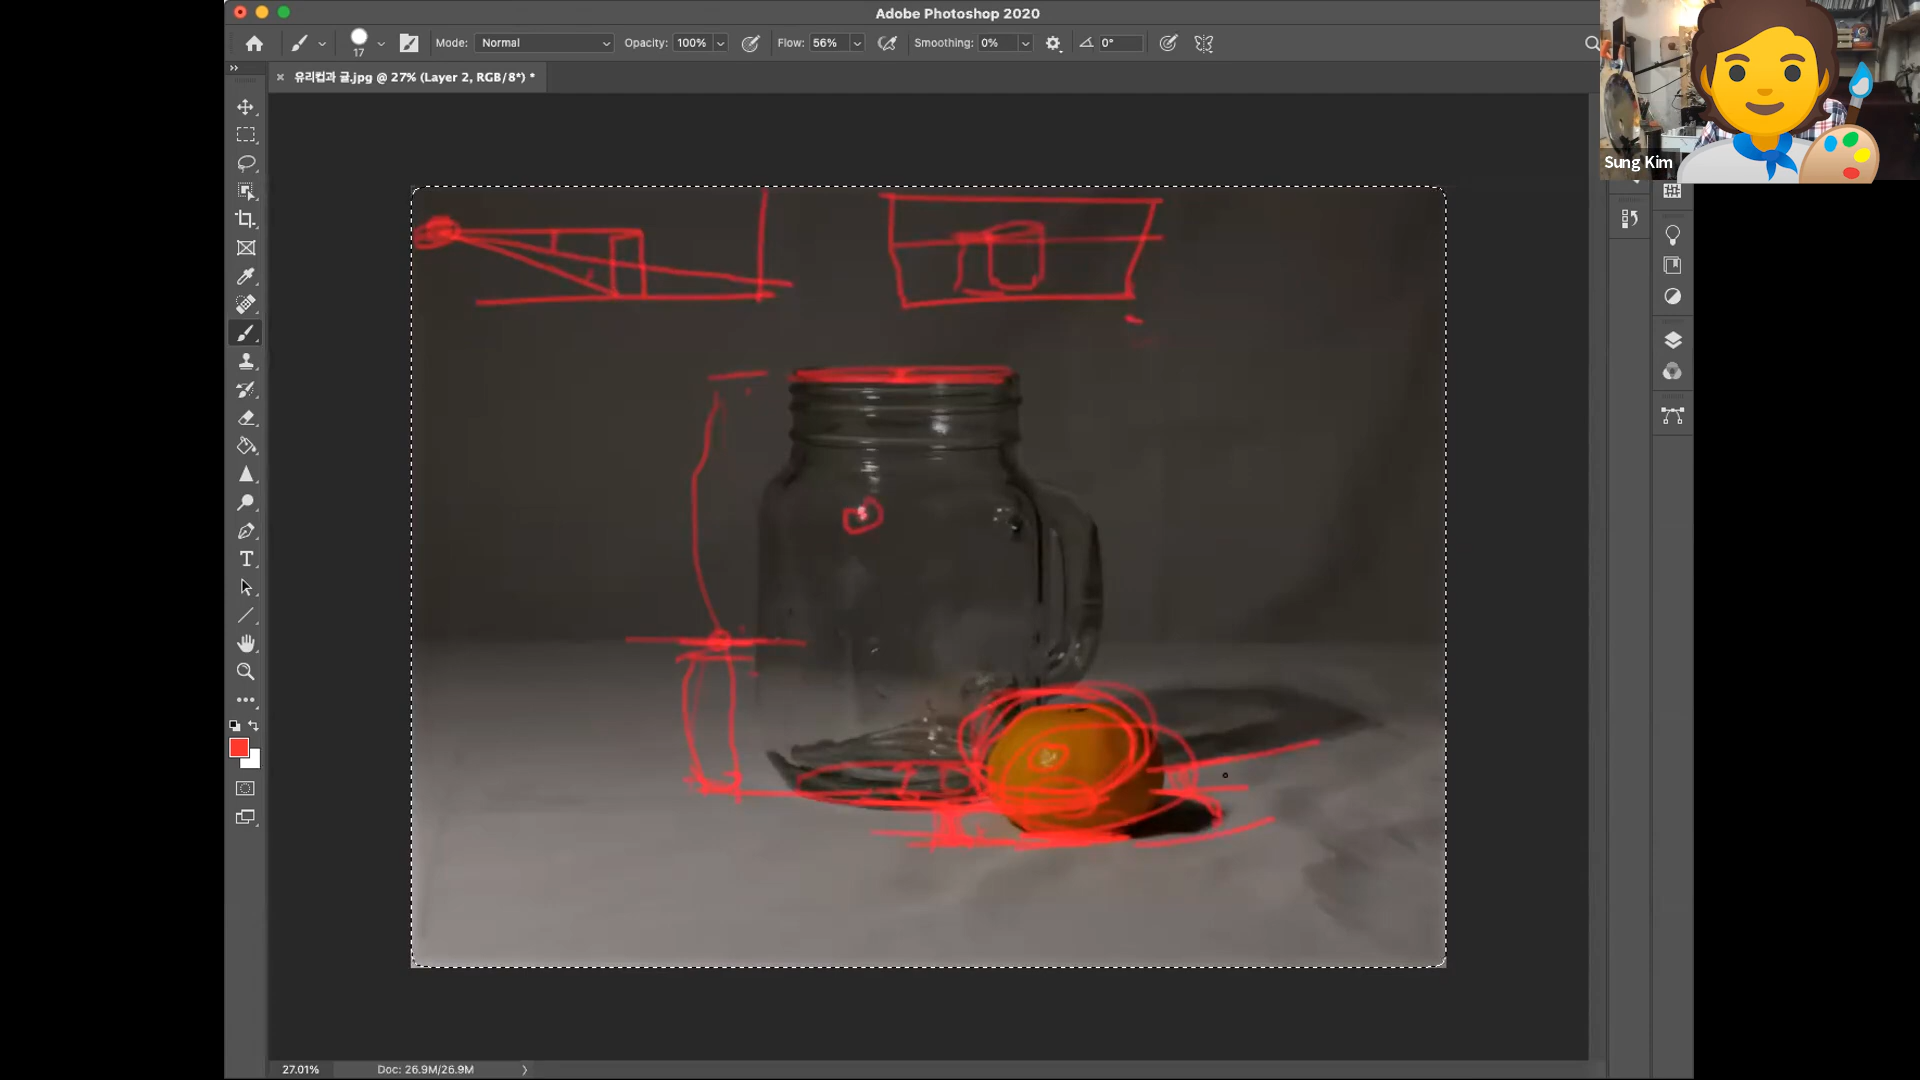 Adobe Photoshop 2020
17
Mode: Normal
Opacity: 100%
Flow: 56%
Smoothing: 0%
0°
유리컵과 귤.jpg @ 27% (Layer 2, RGB/8*) *
Sung Kim
27.01%
Doc: 26.9M/26.9M